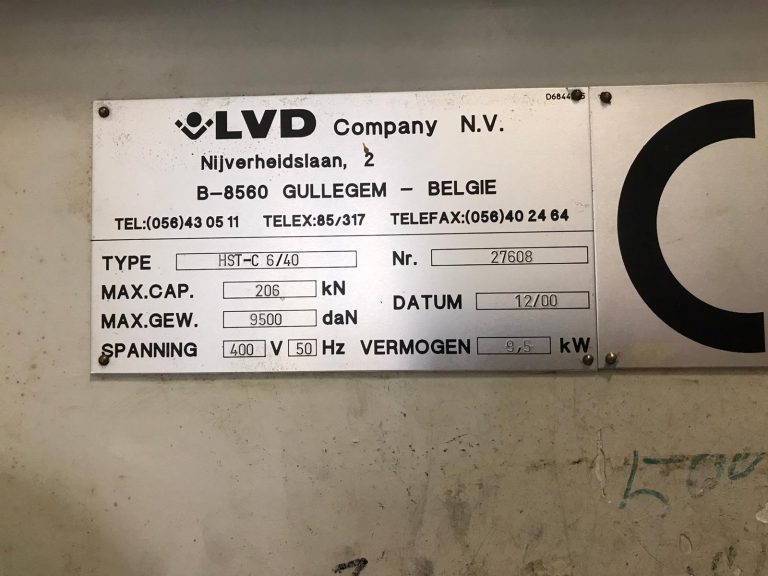 LVD Company N.V.
Nijverheidslaan, 2
B-8560 GULLEGEM - BELGIE
TEL:(056)43 05 11 TELEX:85/317 TELEFAX:(056)40 24 64
TYPE HST-C 6/40 Nr. 27608
MAX.CAP. 206 kN
DATUM 12/00
MAX.GEW. 9500 daN
SPANNING 400 V 50 Hz VERMOGEN 9,5 kW
C